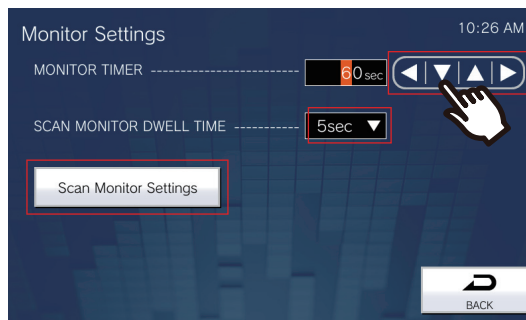 Monitor Settings
10:26 AM
MONITOR TIMER -------------------- 60 sec
SCAN MONITOR DWELL TIME --------- 5sec ▼
Scan Monitor Settings
BACK